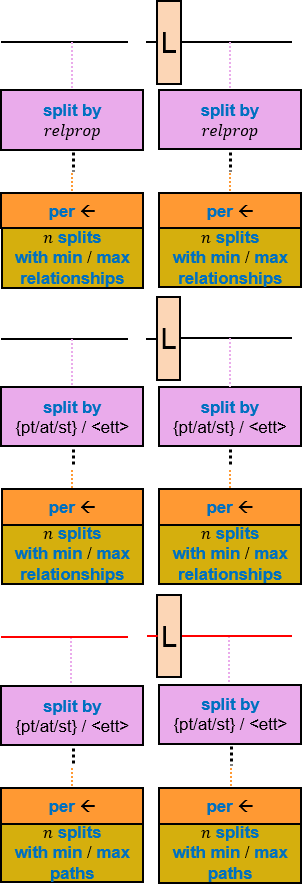 L
split by
relprop
split by
relprop
per ←
n splits
with min / max
relationships
per ←
n splits
with min / max
relationships
L
split by
{pt/at/st} / <ett>
split by
{pt/at/st} / <ett>
per ←
n splits
with min / max
relationships
per ←
n splits
with min / max
relationships
L
split by
{pt/at/st} / <ett>
split by
{pt/at/st} / <ett>
per ←
n splits
with min / max
paths
per ←
n splits
with min / max
paths